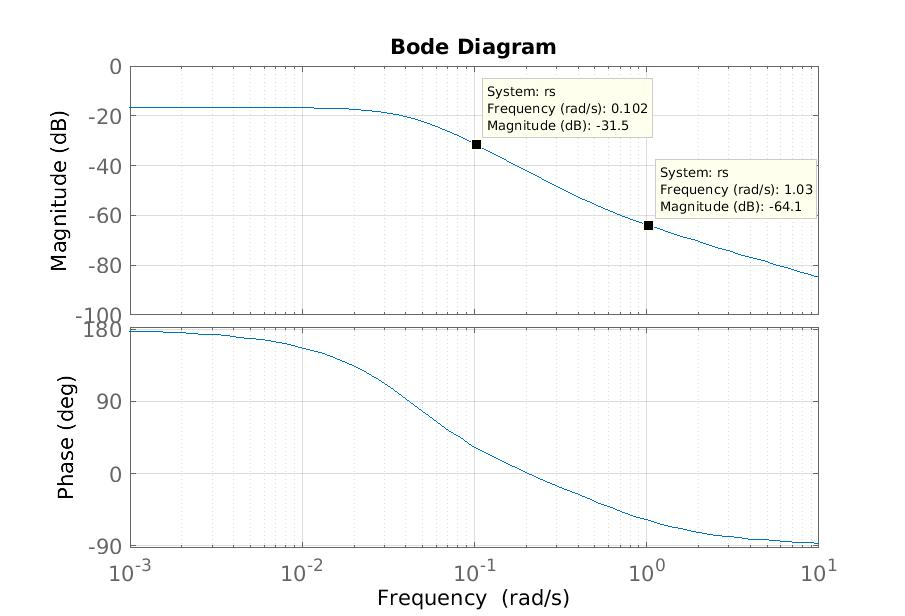 Bode Diagram
0
-20
-40
-60
-80
-100
Magnitude (dB)
System: rs
Frequency (rad/s): 0.102
Magnitude (dB): -31.5
System: rs
Frequency (rad/s): 1.03
Magnitude (dB): -64.1
180
90
0
-90
Phase (deg)
10^-3 10^-2 10^-1 10^0 10^1
Frequency (rad/s)